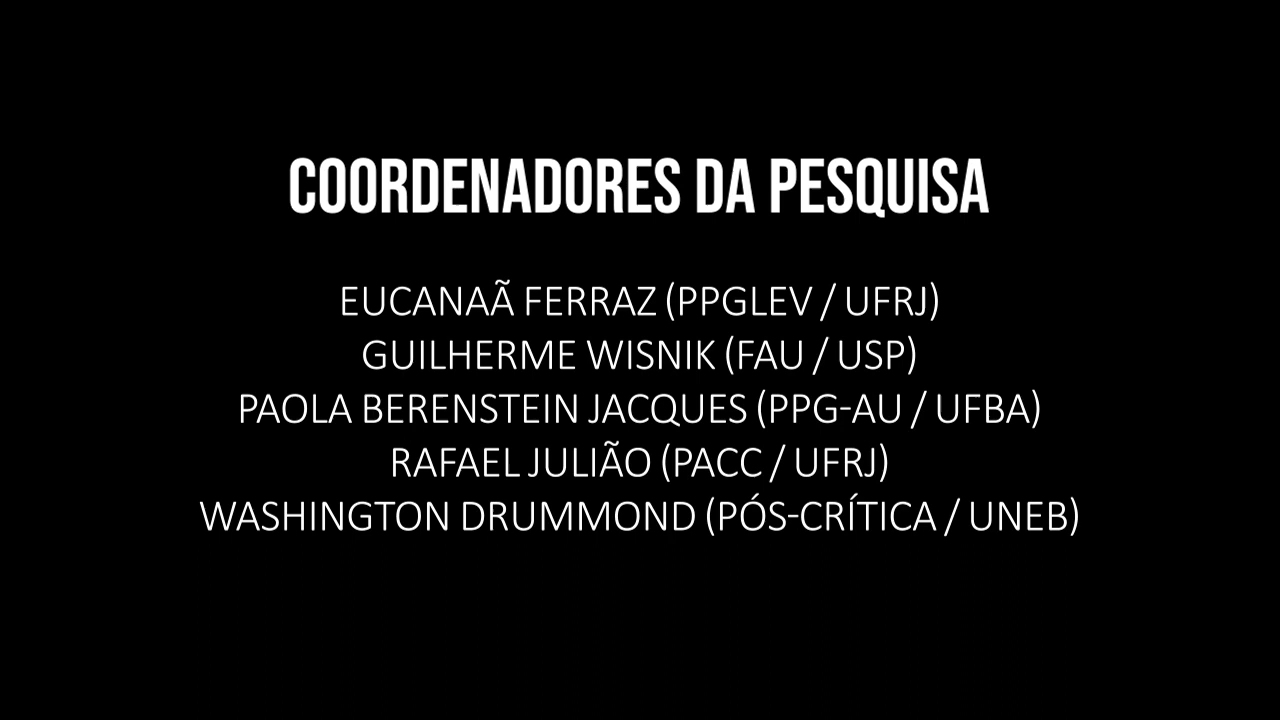 COORDENADORES DA PESQUISA
EUCANAÃ FERRAZ (PPGLEV / UFRJ)
GUILHERME WISNIK (FAU / USP)
PAOLA BERENSTEIN JACQUES (PPG-AU / UFBA)
RAFAEL JULIÃO (PACC / UFRJ)
WASHINGTON DRUMMOND (PÓS-CRÍTICA / UNEB)